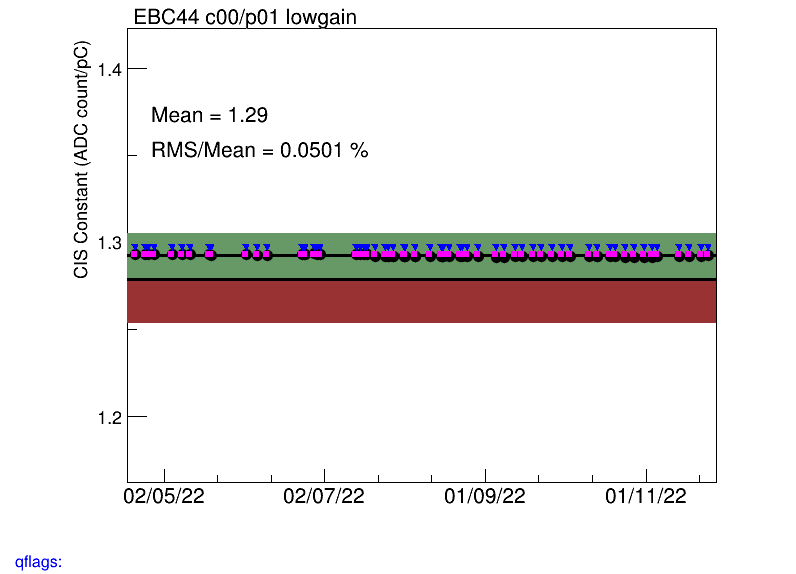 EBC44 c00/p01 lowgain
CIS Constant (ADC count/pC)
1.4
Mean = 1.29
RMS/Mean = 0.0501 %
1.3
1.2
02/05/22 02/07/22 01/09/22 01/11/22
qflags: